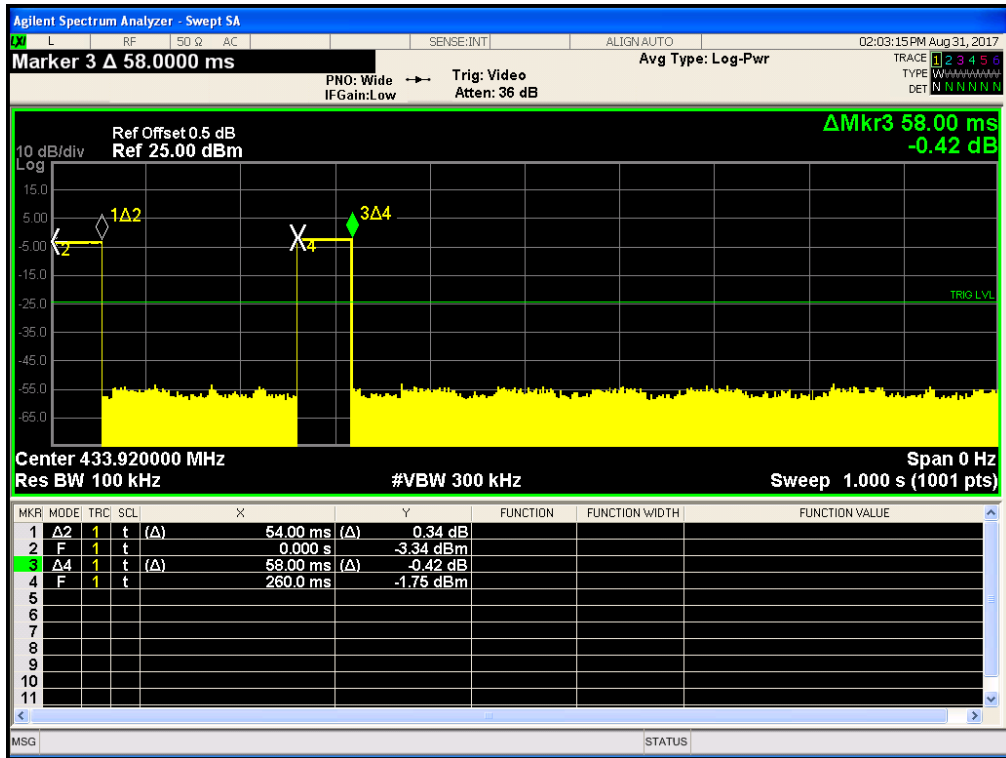 Agilent Spectrum Analyzer - Swept SA
LXI L RF 50 Ω AC SENSE:INT ALIGN AUTO 02:03:15 PM Aug 31, 2017
Marker 3 Δ 58.0000 ms
Avg Type: Log-Pwr
TRACE 1 2 3 4 5 6
PNO: Wide Trig: Video
TYPE WWWWWW
IFGain:Low Atten: 36 dB
DET N N N N N N
ΔMkr3 58.00 ms
-0.42 dB
Ref Offset 0.5 dB
10 dB/div Ref 25.00 dBm
Log
15.0
5.00
-5.00
-15.0
-25.0
-35.0
-45.0
-55.0
-65.0
1Δ2
3Δ4
2
4
TRIG LVL
Center 433.920000 MHz Span 0 Hz
Res BW 100 kHz #VBW 300 kHz Sweep 1.000 s (1001 pts)
MKR MODE TRC SCL X Y FUNCTION FUNCTION WIDTH FUNCTION VALUE
1 Δ2 1 t (Δ) 54.00 ms (Δ) 0.34 dB
2 F 1 t 0.000 s -3.34 dBm
3 Δ4 1 t (Δ) 58.00 ms (Δ) -0.42 dB
4 F 1 t 260.0 ms -1.75 dBm
5
6
7
8
9
10
11
MSG STATUS